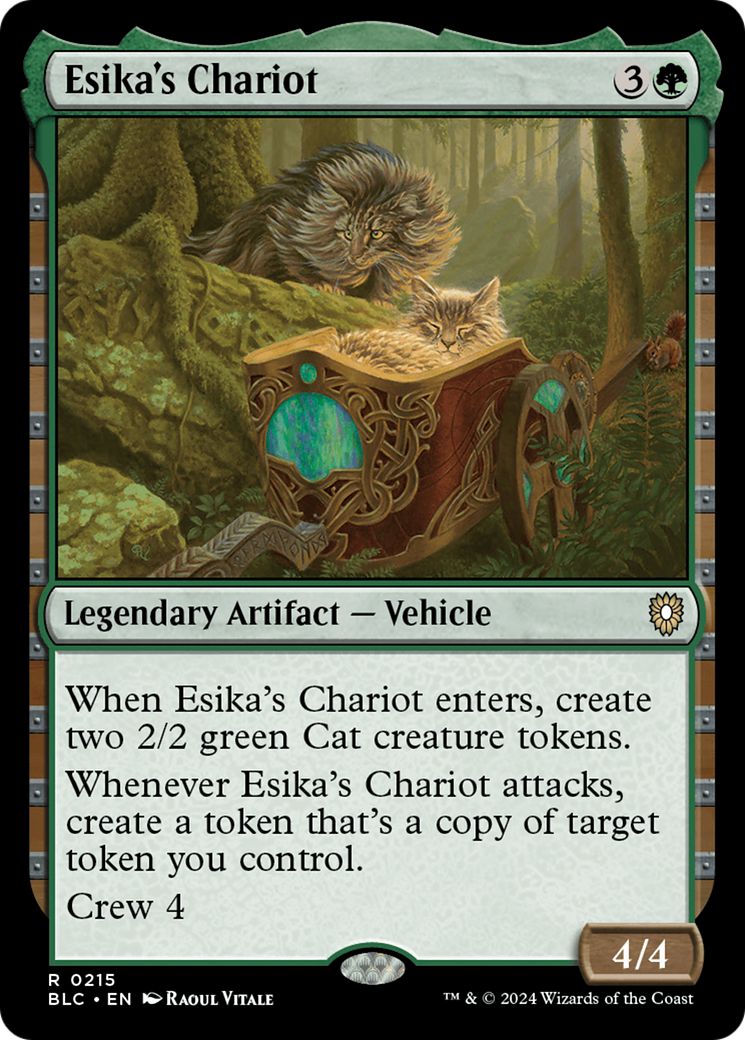 Esika's Chariot 3
Legendary Artifact — Vehicle
When Esika's Chariot enters, create
two 2/2 green Cat creature tokens.
Whenever Esika's Chariot attacks,
create a token that's a copy of target
token you control.
Crew 4
4/4
R 0215
BLC • EN Raoul Vitale
™ & © 2024 Wizards of the Coast